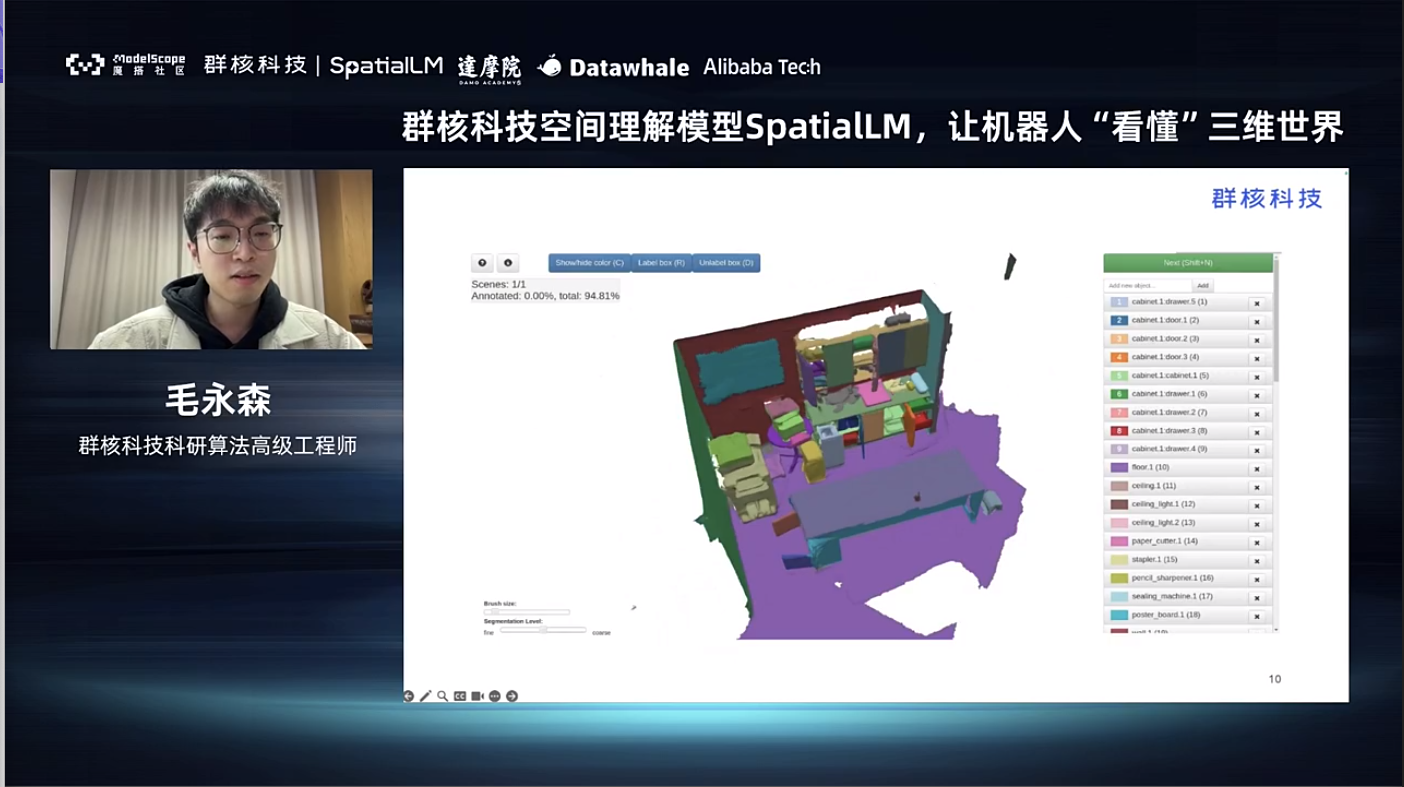 ModelScope
魔搭社区
群核科技 | SpatialLM
達摩院
DAMO ACADEMY
Datawhale
Alibaba Tech
群核科技空间理解模型SpatialLM，让机器人“看懂”三维世界
毛永森
群核科技科研算法高级工程师
群核科技
Show/hide color (C)
Label box (R)
Unlabel box (D)
Scenes: 1/1
Annotated: 0.00%, total: 94.81%
Brush size:
Segmentation Level:
fine
coarse
Next (Shift+N)
Add new object...
Add
1 cabinet.1:drawer.5 (1)
2 cabinet.1:door.1 (2)
3 cabinet.1:door.2 (3)
4 cabinet.1:door.3 (4)
5 cabinet.1:cabinet.1 (5)
6 cabinet.1:drawer.1 (6)
7 cabinet.1:drawer.2 (7)
8 cabinet.1:drawer.3 (8)
9 cabinet.1:drawer.4 (9)
floor.1 (10)
ceiling.1 (11)
ceiling_light.1 (12)
ceiling_light.2 (13)
paper_cutter.1 (14)
stapler.1 (15)
pencil_sharpener.1 (16)
sealing_machine.1 (17)
poster_board.1 (18)
wall.1 (19)
CC
10